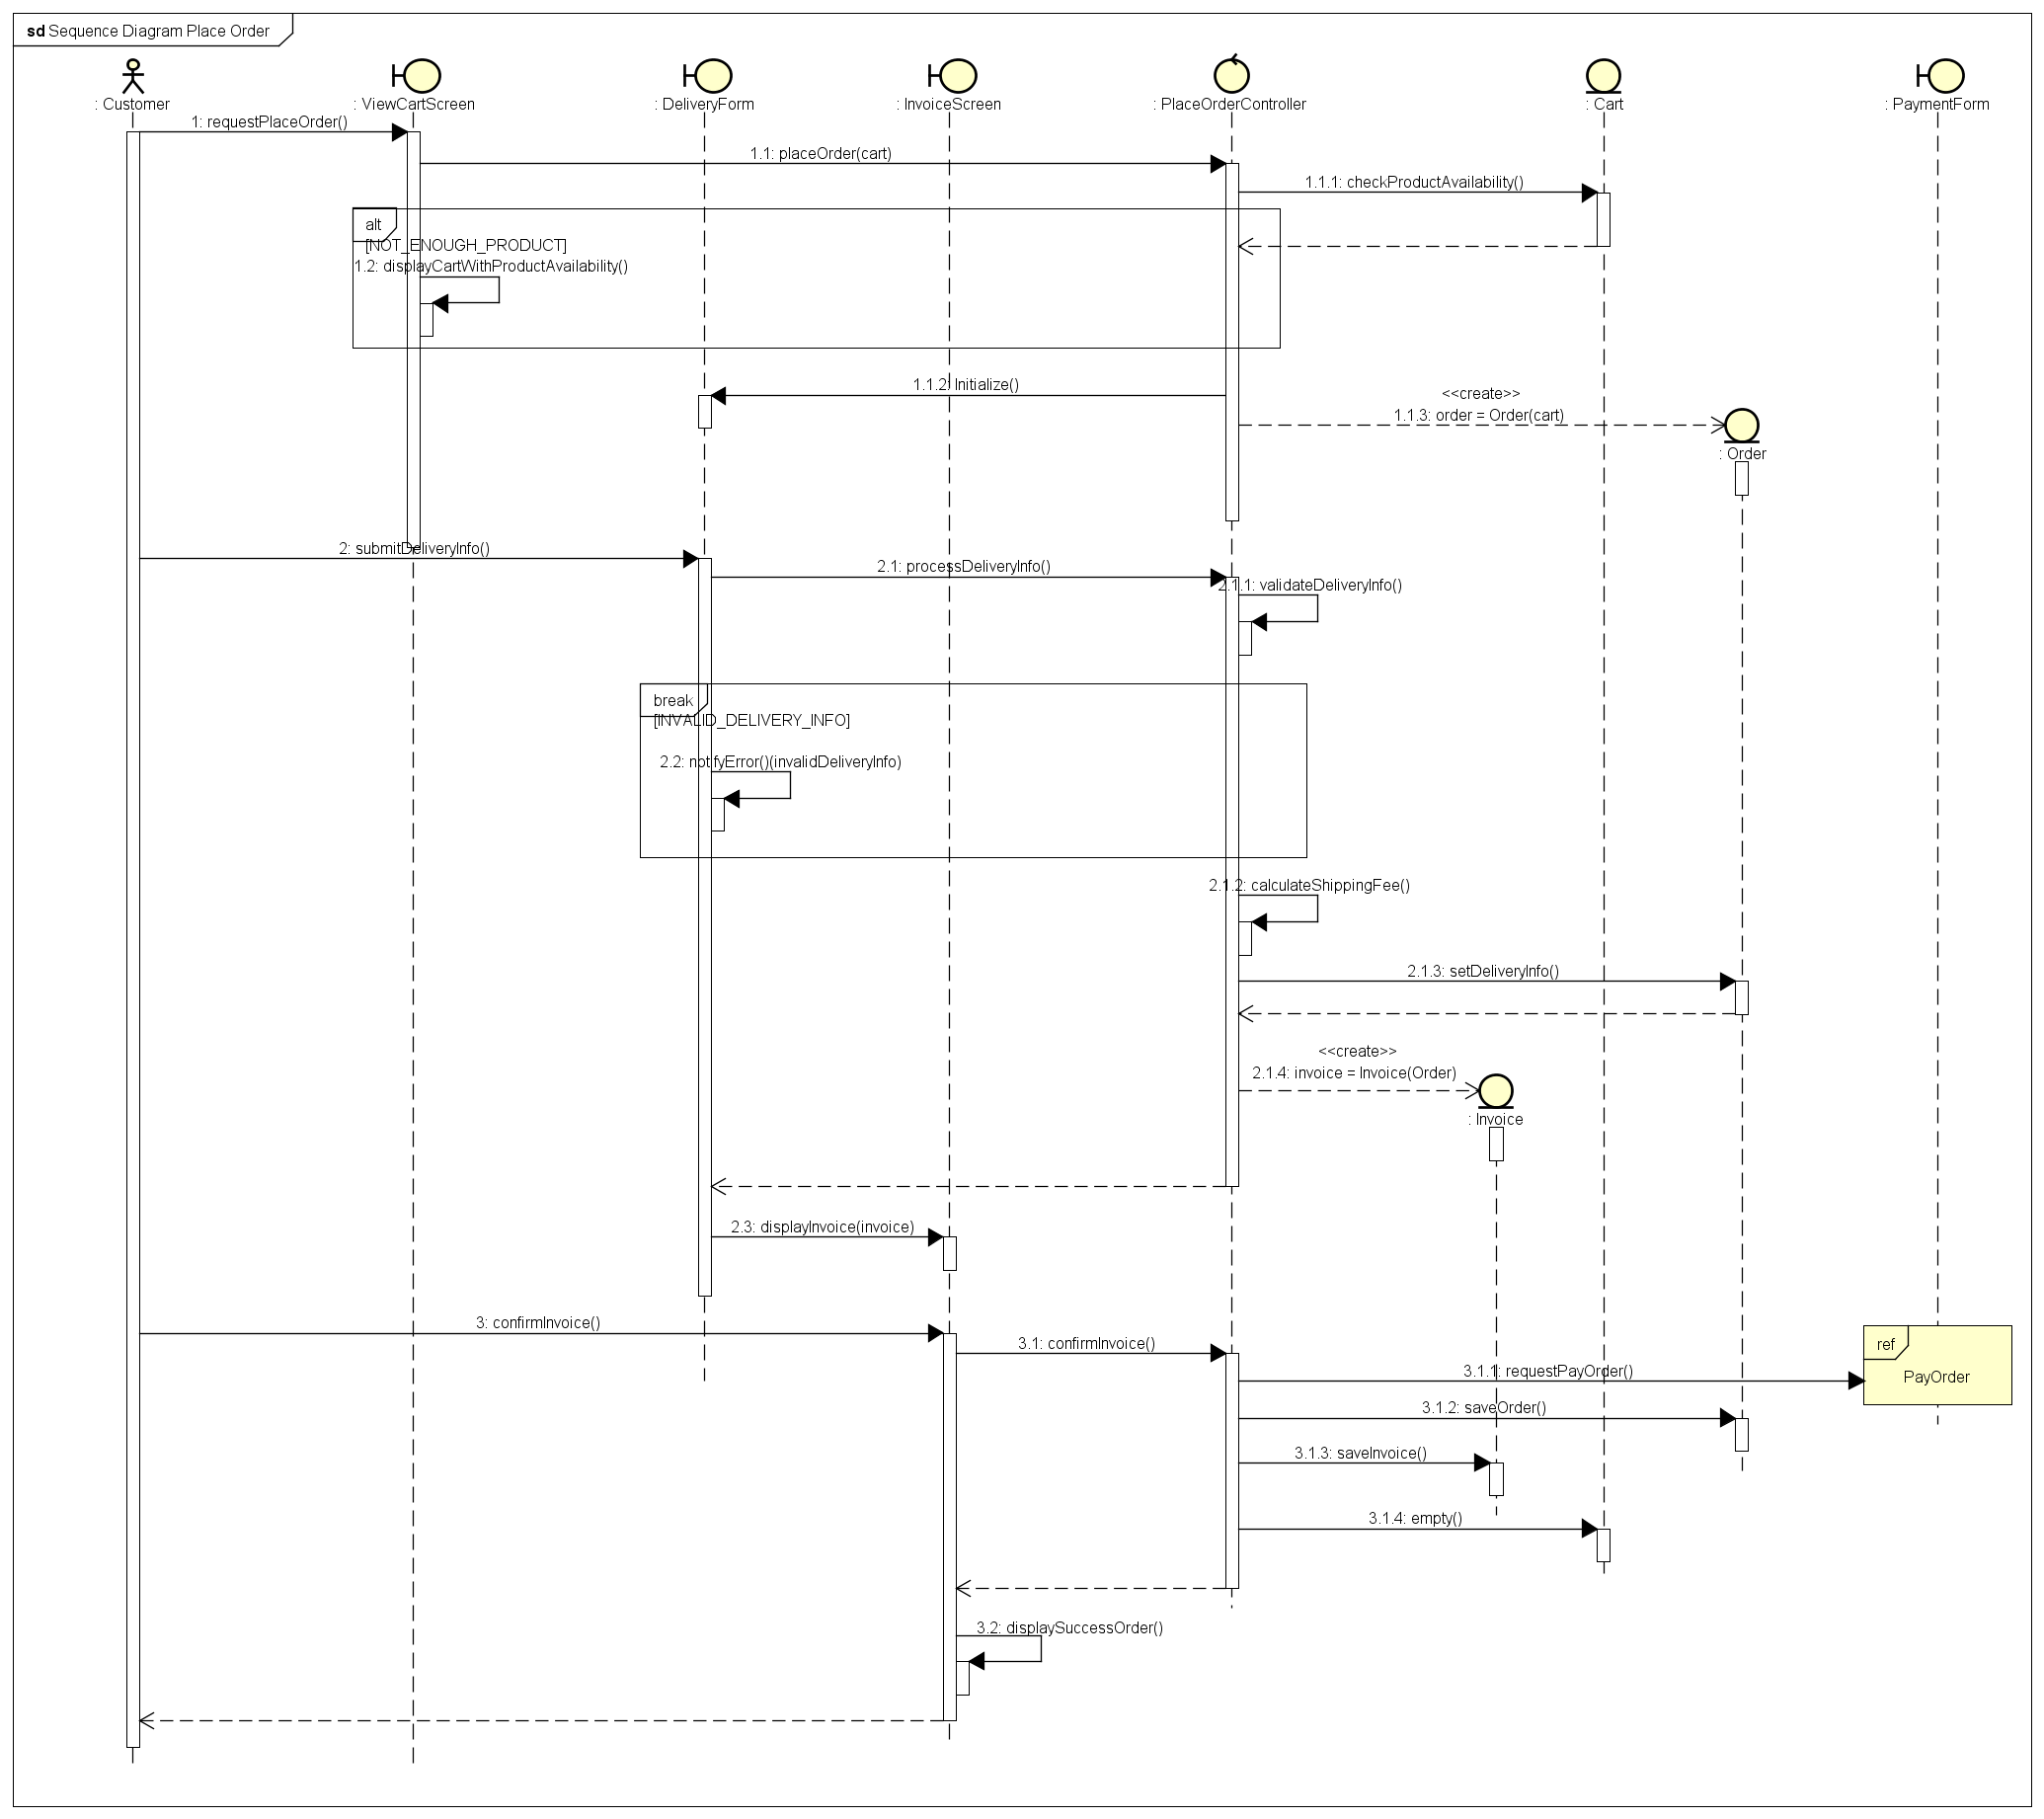 sd Sequence Diagram Place Order
: Customer
: ViewCartScreen
: DeliveryForm
: InvoiceScreen
: PlaceOrderController
: Cart
: PaymentForm
1: requestPlaceOrder()
1.1: placeOrder(cart)
1.1.1: checkProductAvailability()
alt
[NOT_ENOUGH_PRODUCT]
1.2: displayCartWithProductAvailability()
1.1.2: Initialize()
<<create>>
1.1.3: order = Order(cart)
: Order
2: submitDeliveryInfo()
2.1: processDeliveryInfo()
2.1.1: validateDeliveryInfo()
break
[INVALID_DELIVERY_INFO]
2.2: notifyError()(invalidDeliveryInfo)
2.1.2: calculateShippingFee()
2.1.3: setDeliveryInfo()
<<create>>
2.1.4: invoice = Invoice(Order)
: Invoice
2.3: displayInvoice(invoice)
3: confirmInvoice()
3.1: confirmInvoice()
ref
PayOrder
3.1.1: requestPayOrder()
3.1.2: saveOrder()
3.1.3: saveInvoice()
3.1.4: empty()
3.2: displaySuccessOrder()